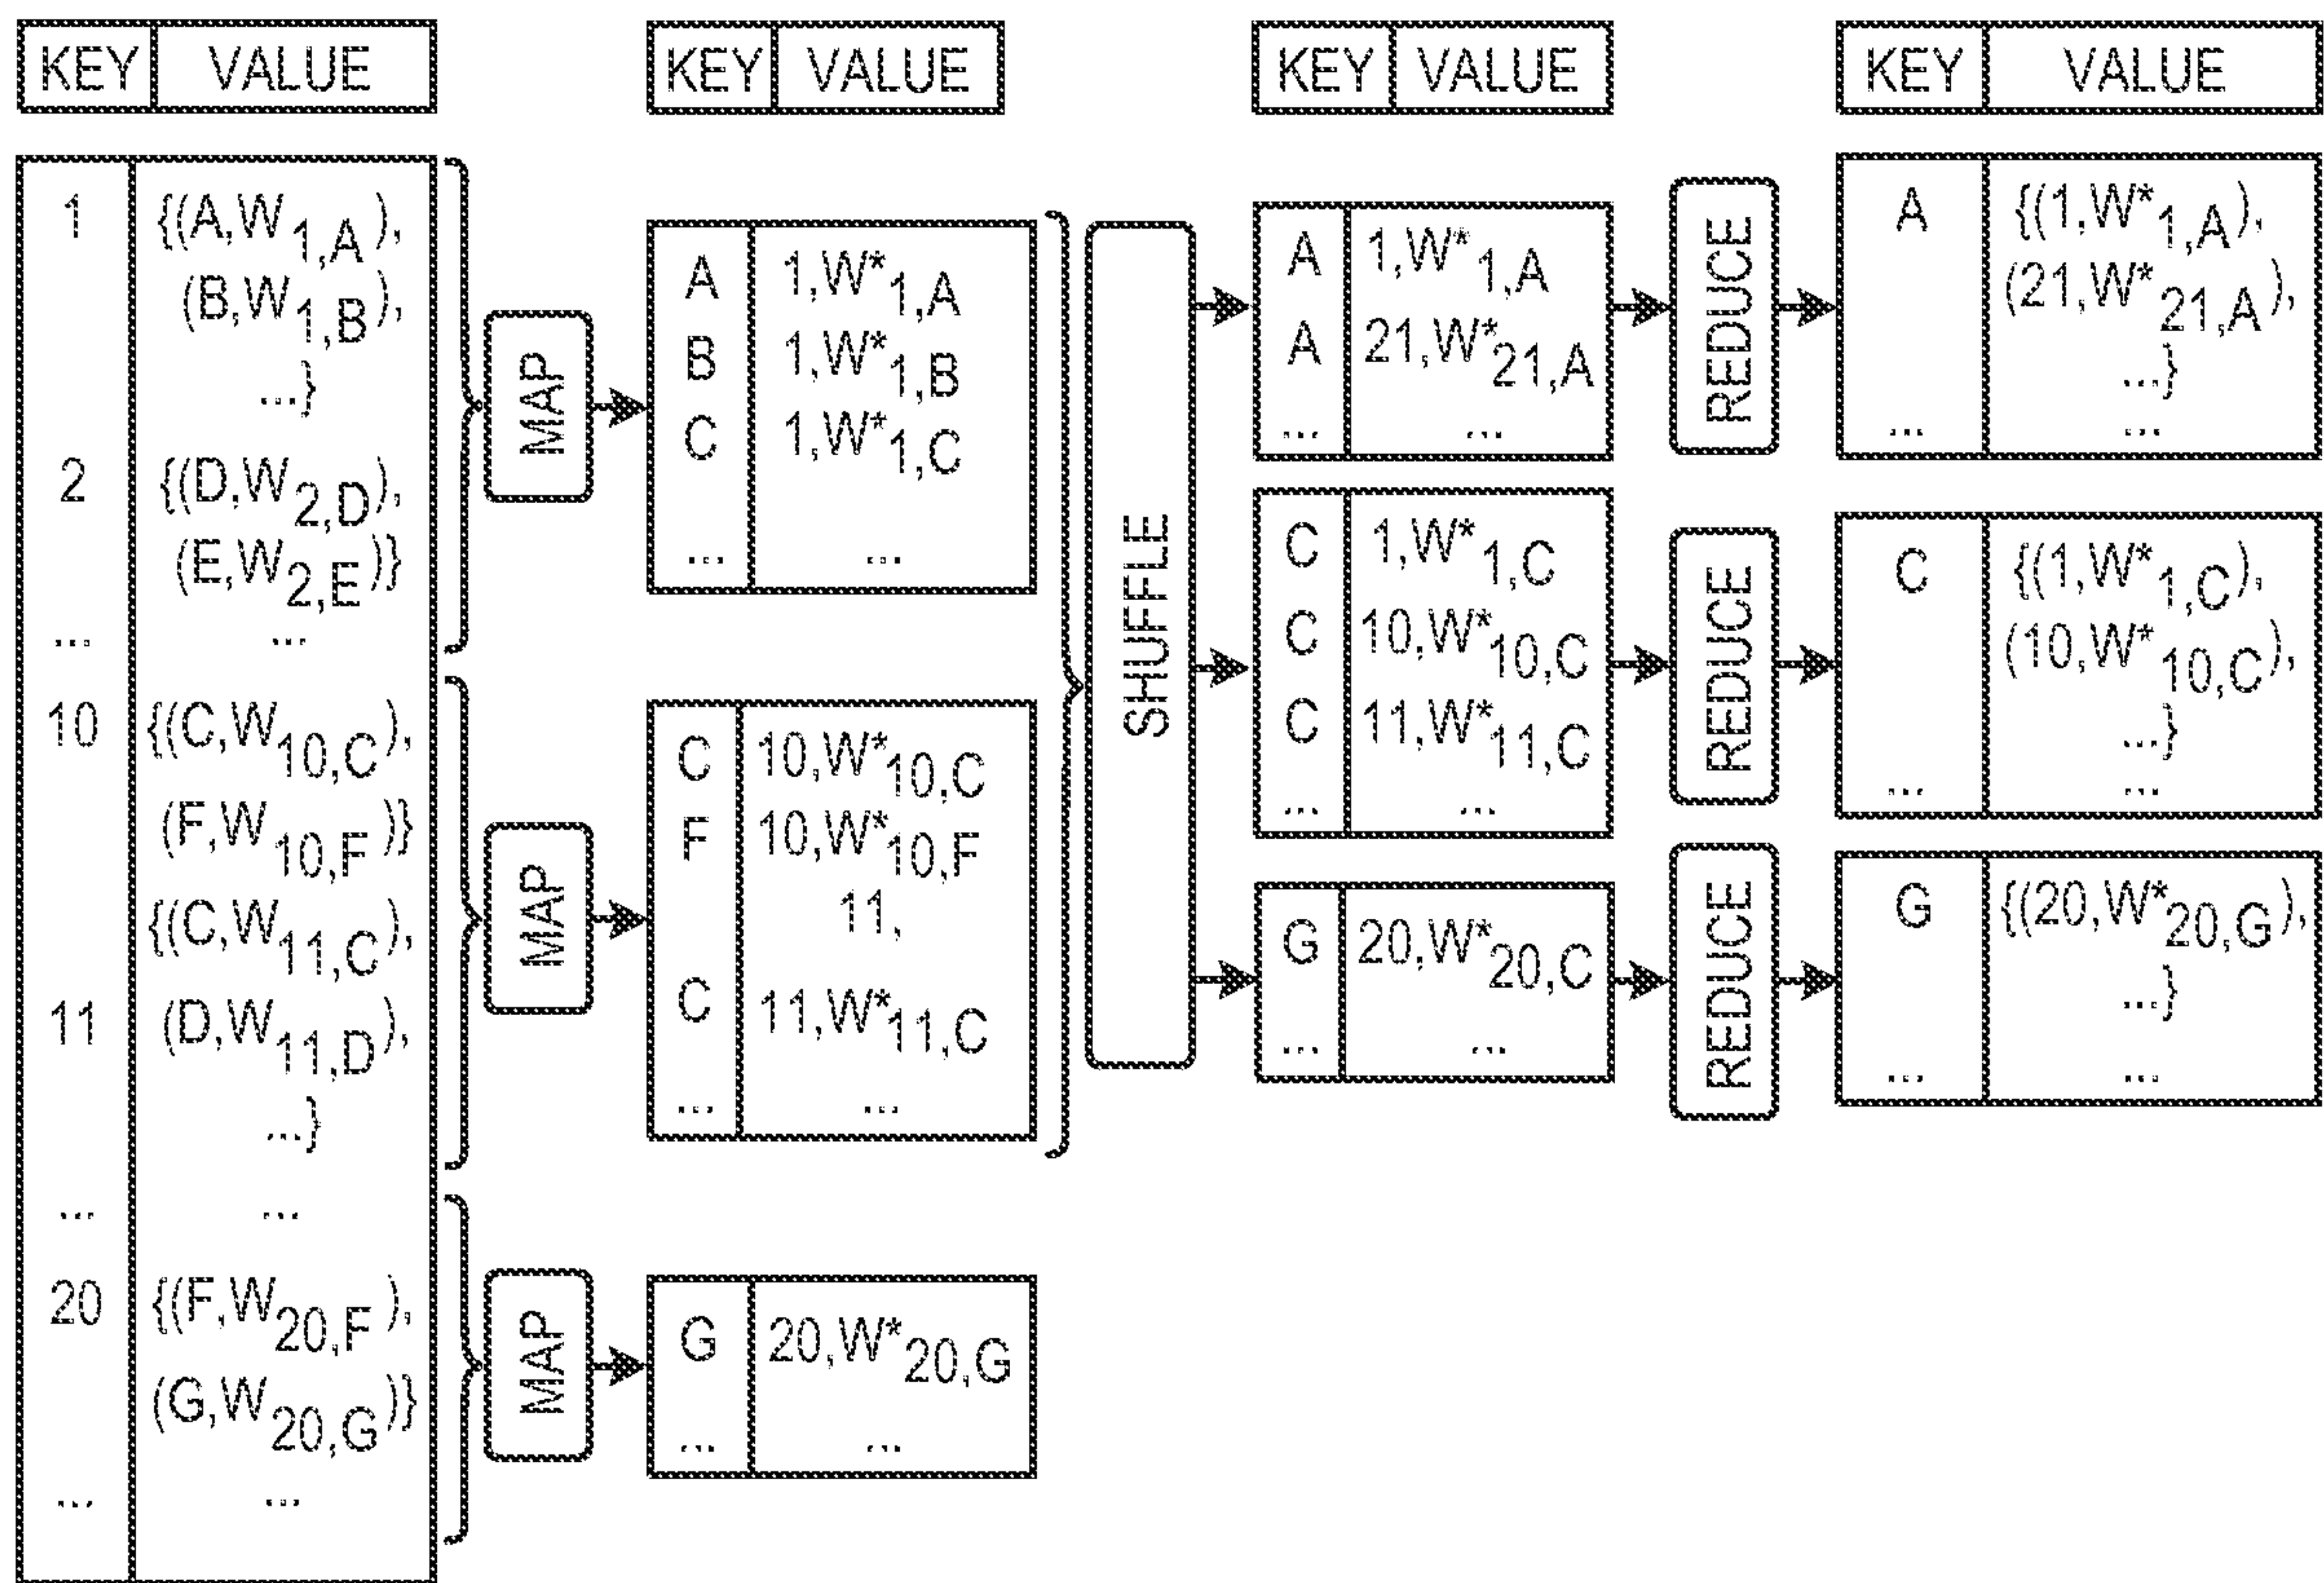 KEY VALUE
1 {(A,W1,A),
(B,W1,B),
...}
2 {(D,W2,D),
(E,W2,E)}
... ...
10 {(C,W10,C),
(F,W10,F)}
{(C,W11,C),
11 (D,W11,D),
...}
... ...
20 {(F,W20,F),
(G,W20,G)}
... ...
MAP
MAP
MAP
KEY VALUE
A 1,W*1,A
B 1,W*1,B
C 1,W*1,C
... ...
C 10,W*10,C
F 10,W*10,F
11,
C 11,W*11,C
... ...
G 20,W*20,G
... ...
SHUFFLE
KEY VALUE
A 1,W*1,A
A 21,W*21,A
... ...
C 1,W*1,C
C 10,W*10,C
C 11,W*11,C
... ...
G 20,W*20,C
... ...
REDUCE
REDUCE
REDUCE
KEY VALUE
A {(1,W*1,A),
(21,W*21,A),
...}
... ...
C {(1,W*1,C),
(10,W*10,C),
...}
... ...
G {(20,W*20,G),
...}
... ...